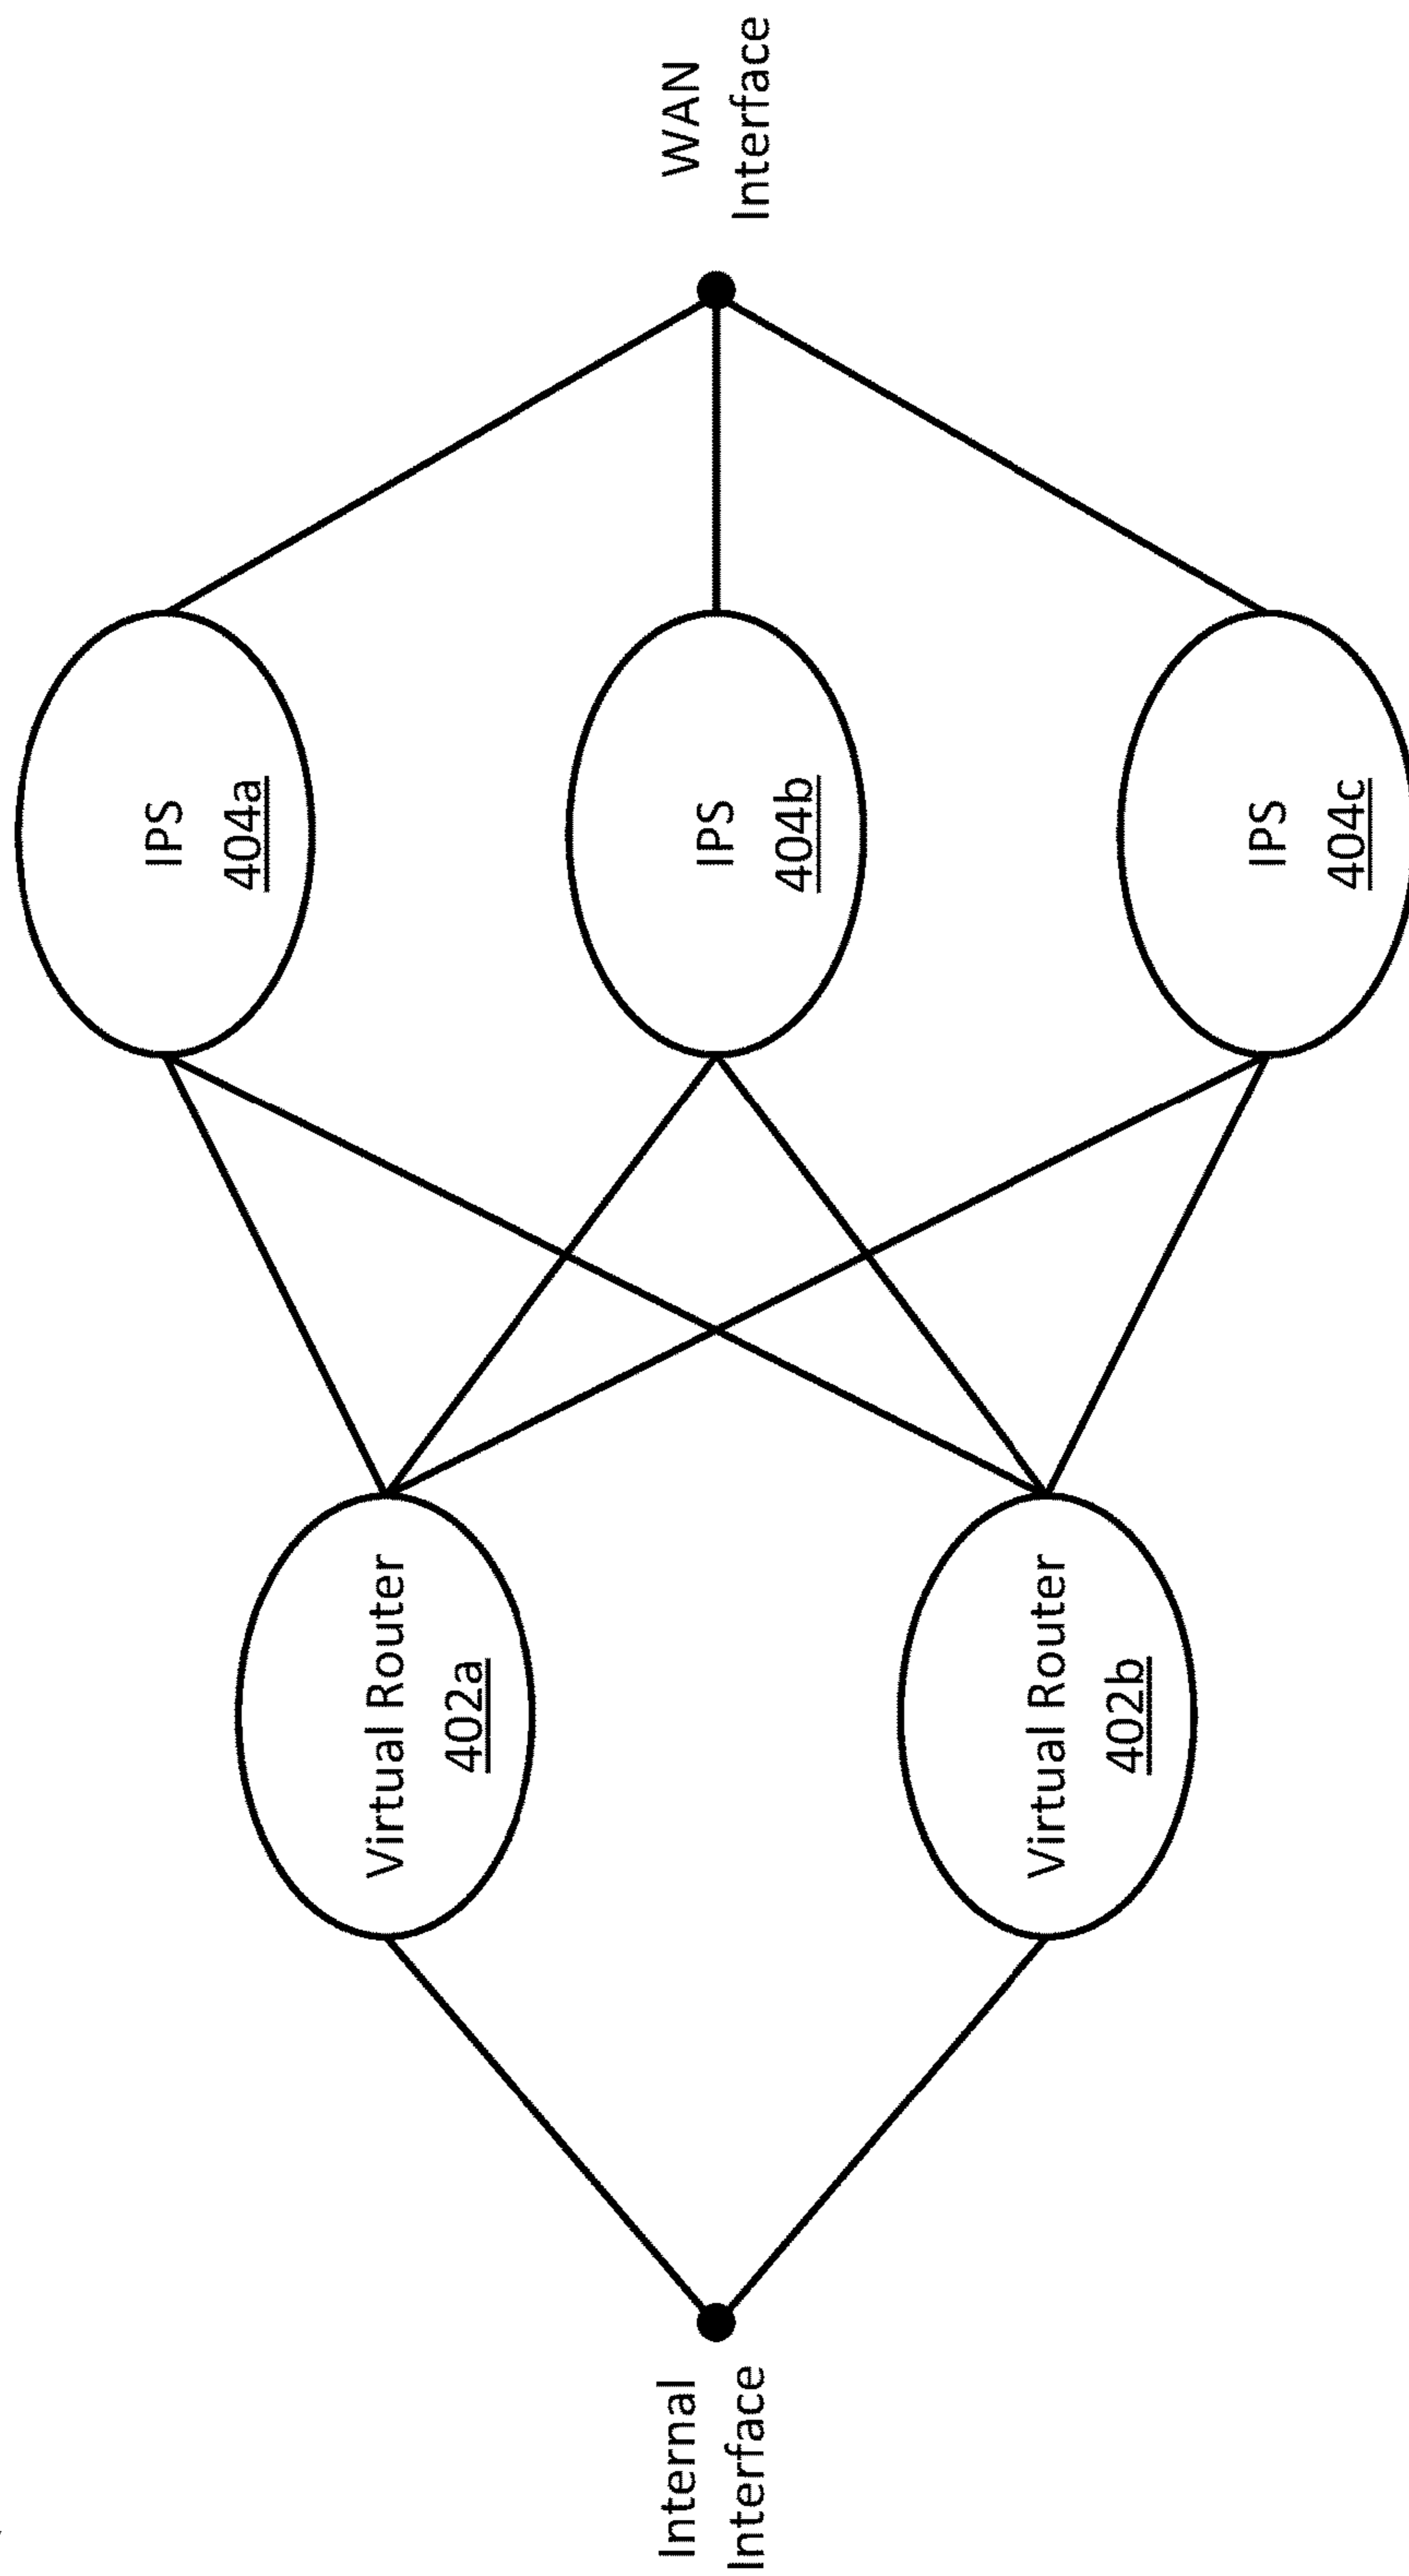 Internal
Interface
Virtual Router
402a
Virtual Router
402b
IPS
404a
IPS
404b
IPS
404c
WAN
Interface